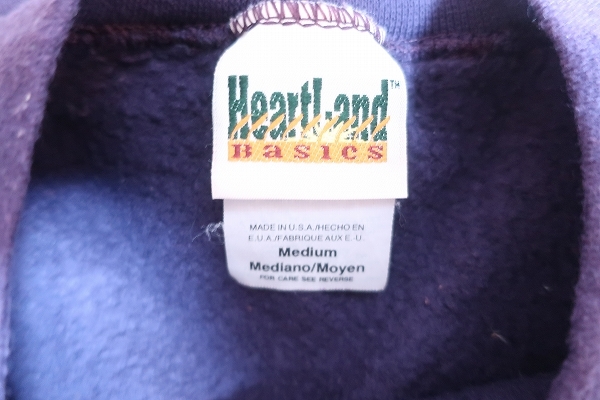 HeartLand™
Basics
MADE IN U.S.A./HECHO EN
E.U.A./FABRIQUE AUX E.-U.
Medium
Mediano/Moyen
FOR CARE SEE REVERSE